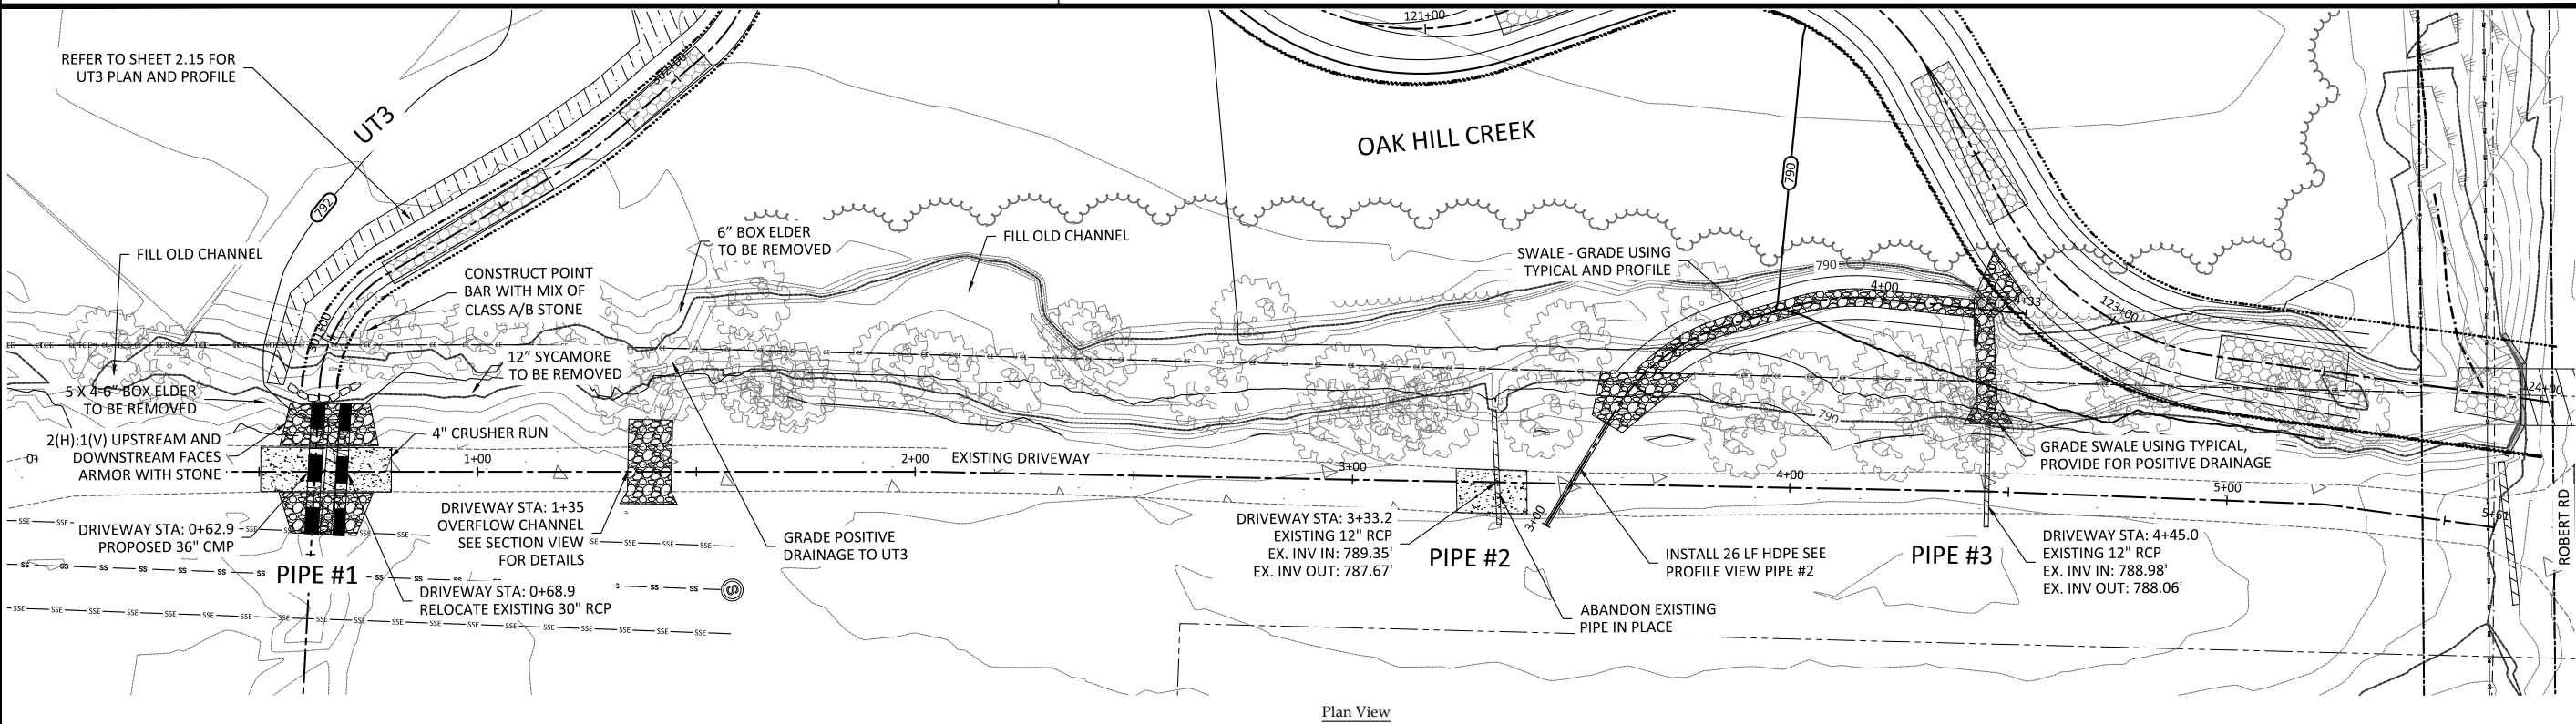 121+00
REFER TO SHEET 2.15 FOR
UT3 PLAN AND PROFILE
UT3
792
OAK HILL CREEK
790
FILL OLD CHANNEL
6” BOX ELDER
TO BE REMOVED
FILL OLD CHANNEL
CONSTRUCT POINT
BAR WITH MIX OF
CLASS A/B STONE
SWALE - GRADE USING
TYPICAL AND PROFILE
790
4+00
4+33
123+00
12” SYCAMORE
TO BE REMOVED
5 X 4-6” BOX ELDER
TO BE REMOVED
124+00
790
2(H):1(V) UPSTREAM AND
DOWNSTREAM FACES
ARMOR WITH STONE
4" CRUSHER RUN
0+
1+00
2+00
EXISTING DRIVEWAY
3+00
4+00
5+00
5+61
GRADE SWALE USING TYPICAL,
PROVIDE FOR POSITIVE DRAINAGE
ROBERT RD
DRIVEWAY STA: 0+62.9
PROPOSED 36" CMP
DRIVEWAY STA: 1+35
OVERFLOW CHANNEL
SEE SECTION VIEW
FOR DETAILS
GRADE POSITIVE
DRAINAGE TO UT3
DRIVEWAY STA: 3+33.2
EXISTING 12" RCP
EX. INV IN: 789.35'
EX. INV OUT: 787.67'
3+00
PIPE #2
INSTALL 26 LF HDPE SEE
PROFILE VIEW PIPE #2
PIPE #3
DRIVEWAY STA: 4+45.0
EXISTING 12" RCP
EX. INV IN: 788.98'
EX. INV OUT: 788.06'
PIPE #1
DRIVEWAY STA: 0+68.9
RELOCATE EXISTING 30" RCP
S
ABANDON EXISTING
PIPE IN PLACE
Plan View